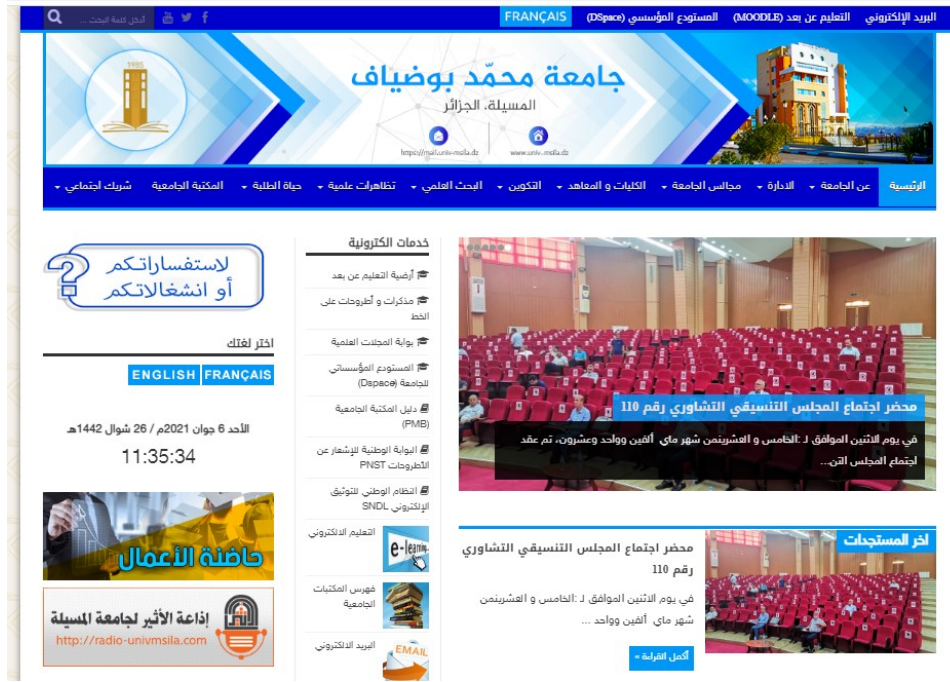 البريد الإلكتروني
التعليم عن بعد (MOODLE)
المستودع المؤسسي (DSpace)
FRANÇAIS
أدخل كلمة البحث ...
جامعة محمّد بوضياف
المسيلة، الجزائر
www.univ-msila.dz
https://mail.univ-msila.dz
1985
الرئيسية
عن الجامعة
الادارة
مجالس الجامعة
الكليات و المعاهد
التكوين
البحث العلمي
تظاهرات علمية
حياة الطلبة
المكتبة الجامعية
شريك اجتماعي
محضر اجتماع المجلس التنسيقي التشاوري رقم 110
في يوم الاثنين الموافق لـ :الخامس و العشرينمن شهر ماي ألفين وواحد وعشرون، تم عقد
اجتماع المجلس التن...
اخر المستجدات
محضر اجتماع المجلس التنسيقي التشاوري
رقم 110
في يوم الاثنين الموافق لـ :الخامس و العشرينمن
شهر ماي ألفين وواحد ...
أكمل القراءة »
خدمات الكترونية
أرضية التعليم عن بعد
مذكرات و أطروحات على
الخط
بوابة المجلات العلمية
المستودع المؤسساتي
للجامعة (Dspace)
دليل المكتبة الجامعية
(PMB)
البوابة الوطنية للإشعار عن
الأطروحات PNST
النظام الوطني للتوثيق
الإلكتروني SNDL
التعليم الالكتروني
e-learning
فهرس المكتبات
الجامعية
البريد الالكتروني
EMAIL
لاستفساراتكم
أو انشغالاتكم
?
اختر لغتك
ENGLISH FRANÇAIS
الأحد 6 جوان 2021م / 26 شوال 1442هـ
11:35:34
حاضنة الأعمال
إذاعة الأثير لجامعة المسيلة
http://radio-univmsila.com